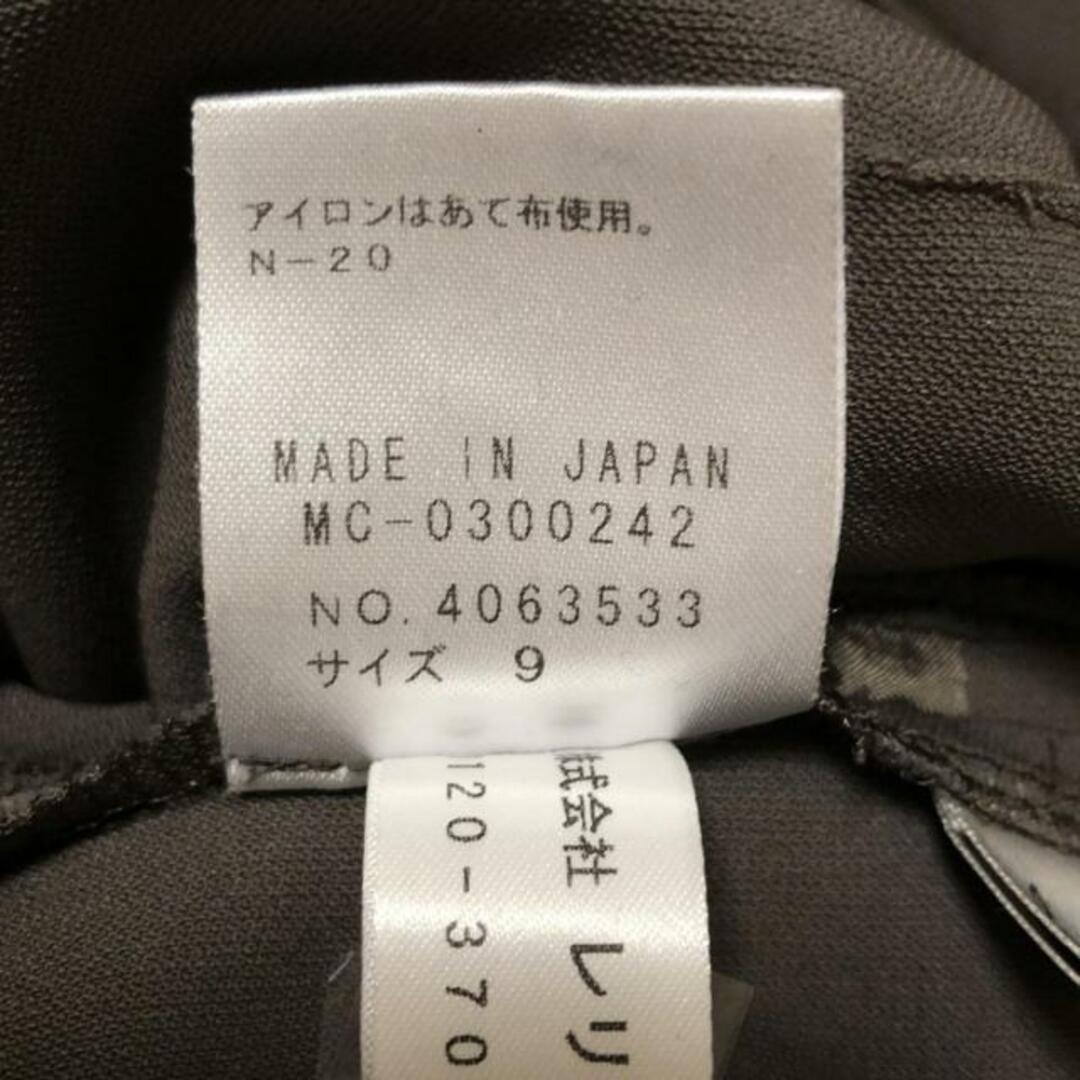 アイロンはあて布使用。
N-20
MADE IN JAPAN
MC-0300242
NO. 4063533
サイズ 9
式会社 レリ
120-370